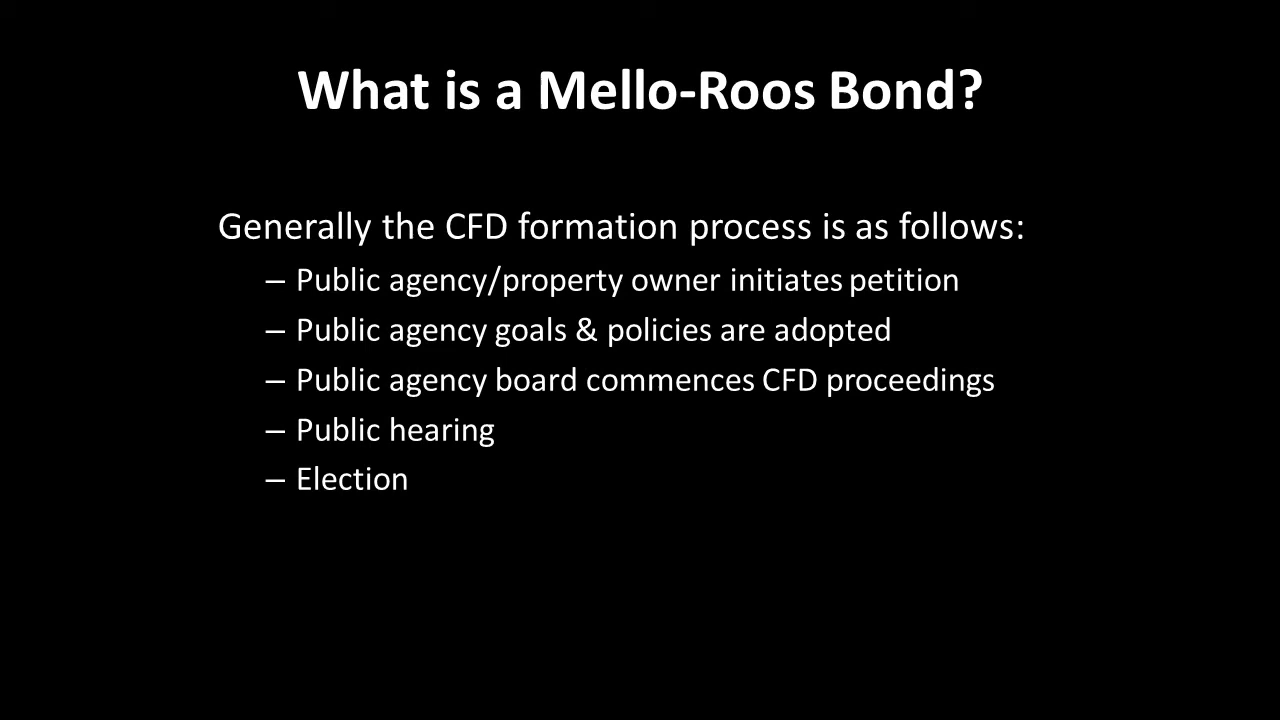 What is a Mello-Roos Bond?
Generally the CFD formation process is as follows:
– Public agency/property owner initiates petition
– Public agency goals & policies are adopted
– Public agency board commences CFD proceedings
– Public hearing
– Election